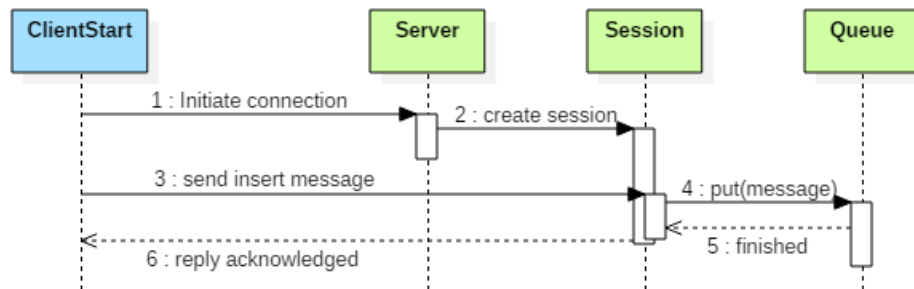 ClientStart
Server
Session
Queue
1 : Initiate connection
2 : create session
3 : send insert message
4 : put(message)
5 : finished
6 : reply acknowledged